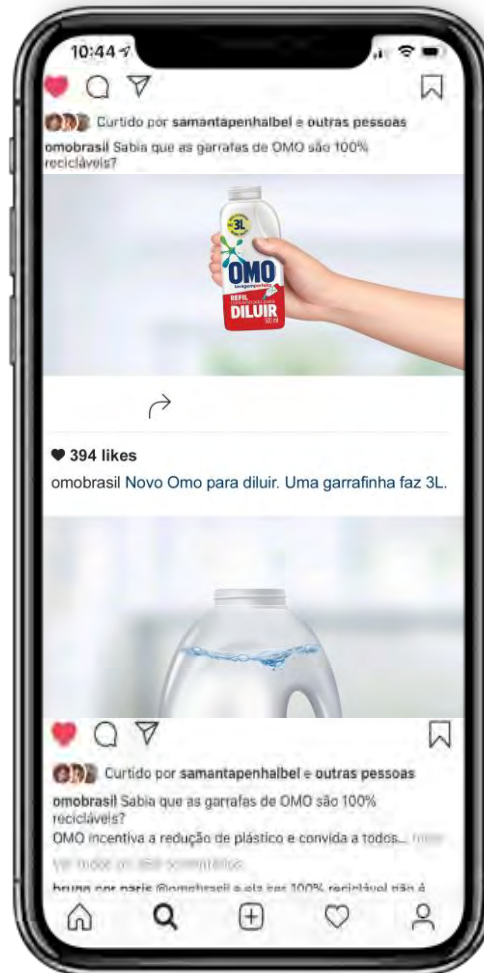 10:44
Curtido por samantapenhalbel e outras pessoas
omobrasil Sabia que as garrafas de OMO são 100%
recicláveis?
3L
OMO
lavagem perfeita
REFIL
DILUIR
394 likes
omobrasil Novo Omo para diluir. Uma garrafinha faz 3L.
Curtido por samantapenhalbel e outras pessoas
omobrasil Sabia que as garrafas de OMO são 100%
recicláveis?
OMO incentiva a redução de plástico e convida a todos...